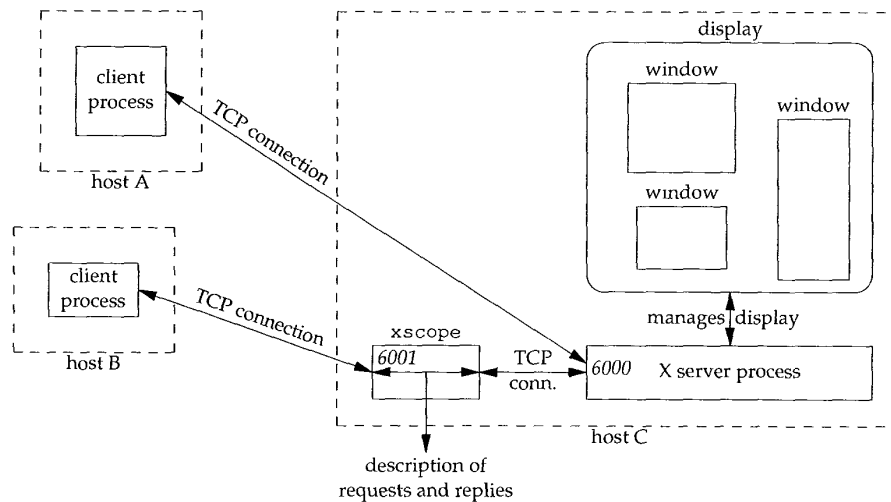 display
client
process
TCP connection
window
window
host A
window
client
process
TCP connection
manages display
xscope
host B
6001
TCP
conn.
6000
X server process
host C
description of
requests and replies